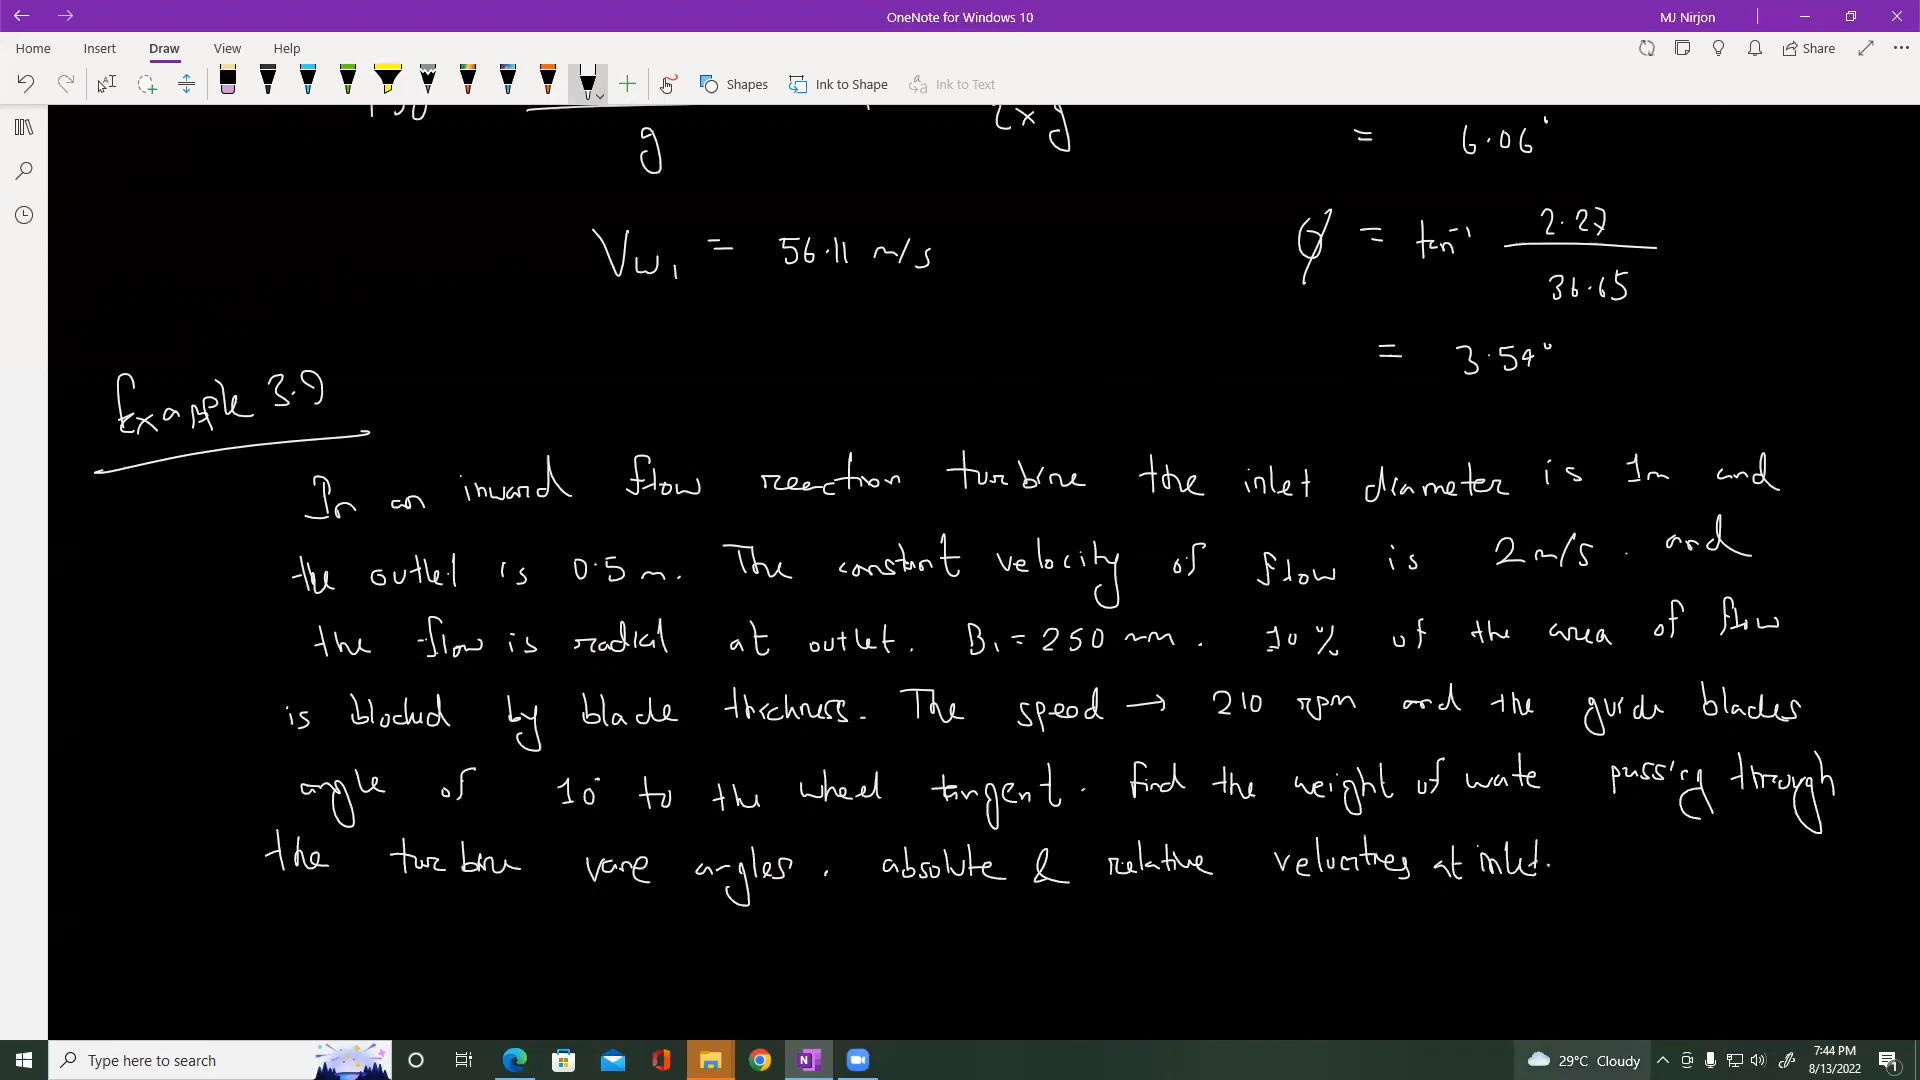 OneNote for Windows 10
MJ Nirjon
Home Insert Draw View Help
Share
Shapes Ink to Shape Ink to Text
g
2×g
= 6.06°
Vw1 = 56.11 m/s
φ = tan⁻¹ 2.27
36.65
= 3.54°
Example 3.9
In an inward flow reaction turbine the inlet diameter is 1m and
the outlet is 0.5 m. The constant velocity of flow is 2 m/s. and
the flow is radial at outlet. B1 = 250 mm. 10% of the area of flow
is blocked by blade thickness. The speed → 210 rpm and the guide blades
angle of 10° to the wheel tangent. Find the weight of wate passing through
the turbine vane angles. absolute & relative velocities at inlet.
Type here to search
29°C Cloudy
7:44 PM
8/13/2022